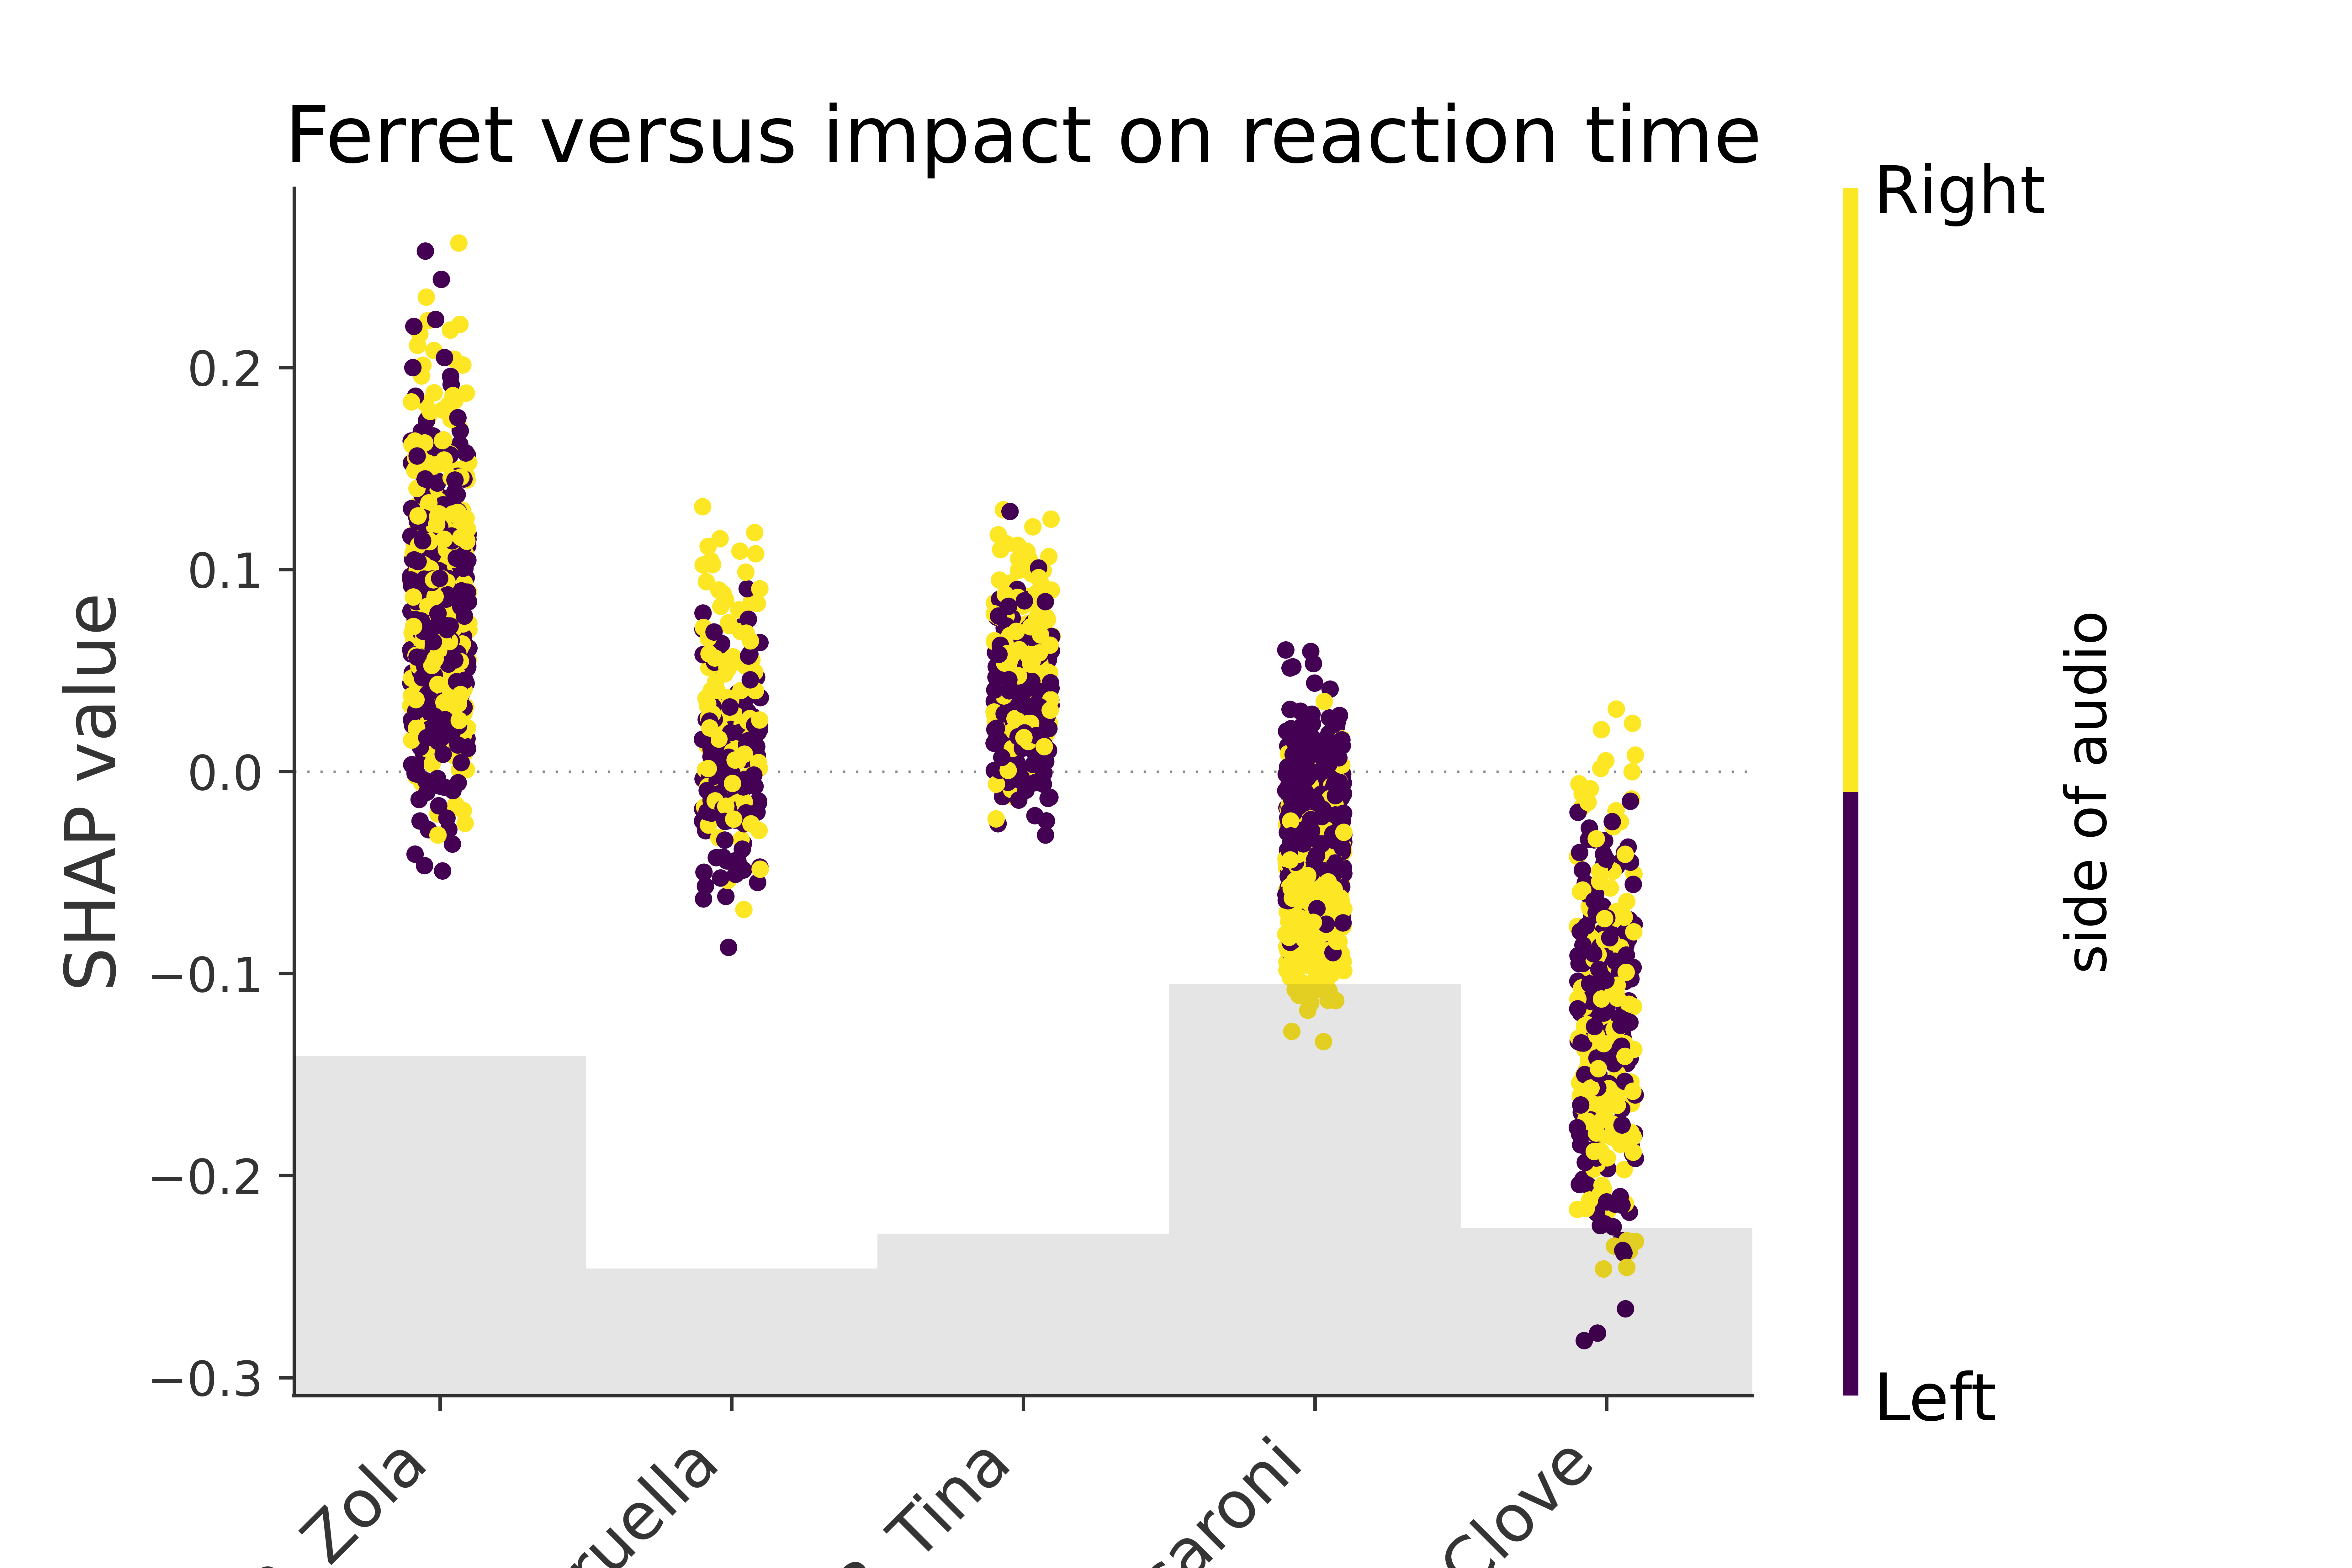 Ferret versus impact on reaction time
SHAP value
0.2
0.1
0.0
−0.1
−0.2
−0.3
Zola
ruella
Tina
saroni
Clove
Right
Left
side of audio